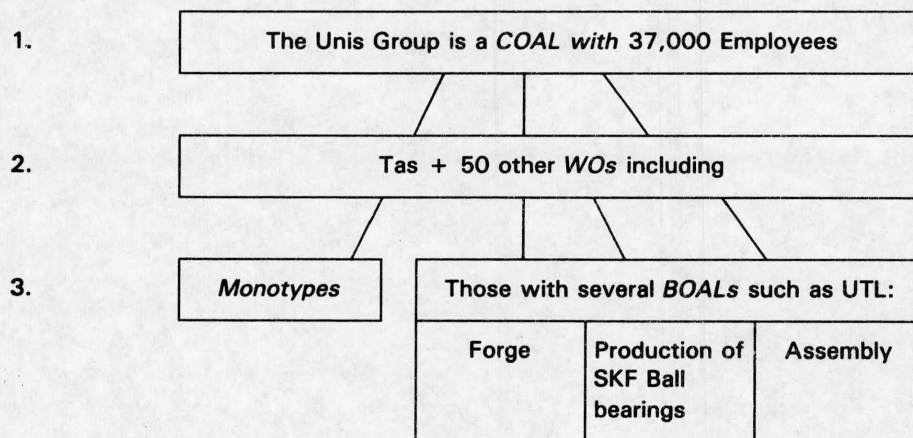 1. The Unis Group is a COAL with 37,000 Employees
2. Tas + 50 other WOs including
3. Monotypes Those with several BOALs such as UTL:
Forge Production of Assembly
SKF Ball
bearings